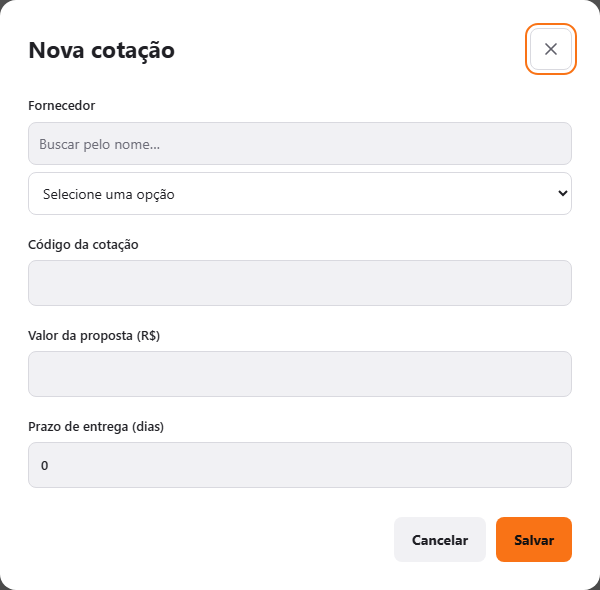 Nova cotação
Fornecedor
Buscar pelo nome...
Selecione uma opção
Código da cotação
Valor da proposta (R$)
Prazo de entrega (dias)
0
Cancelar
Salvar